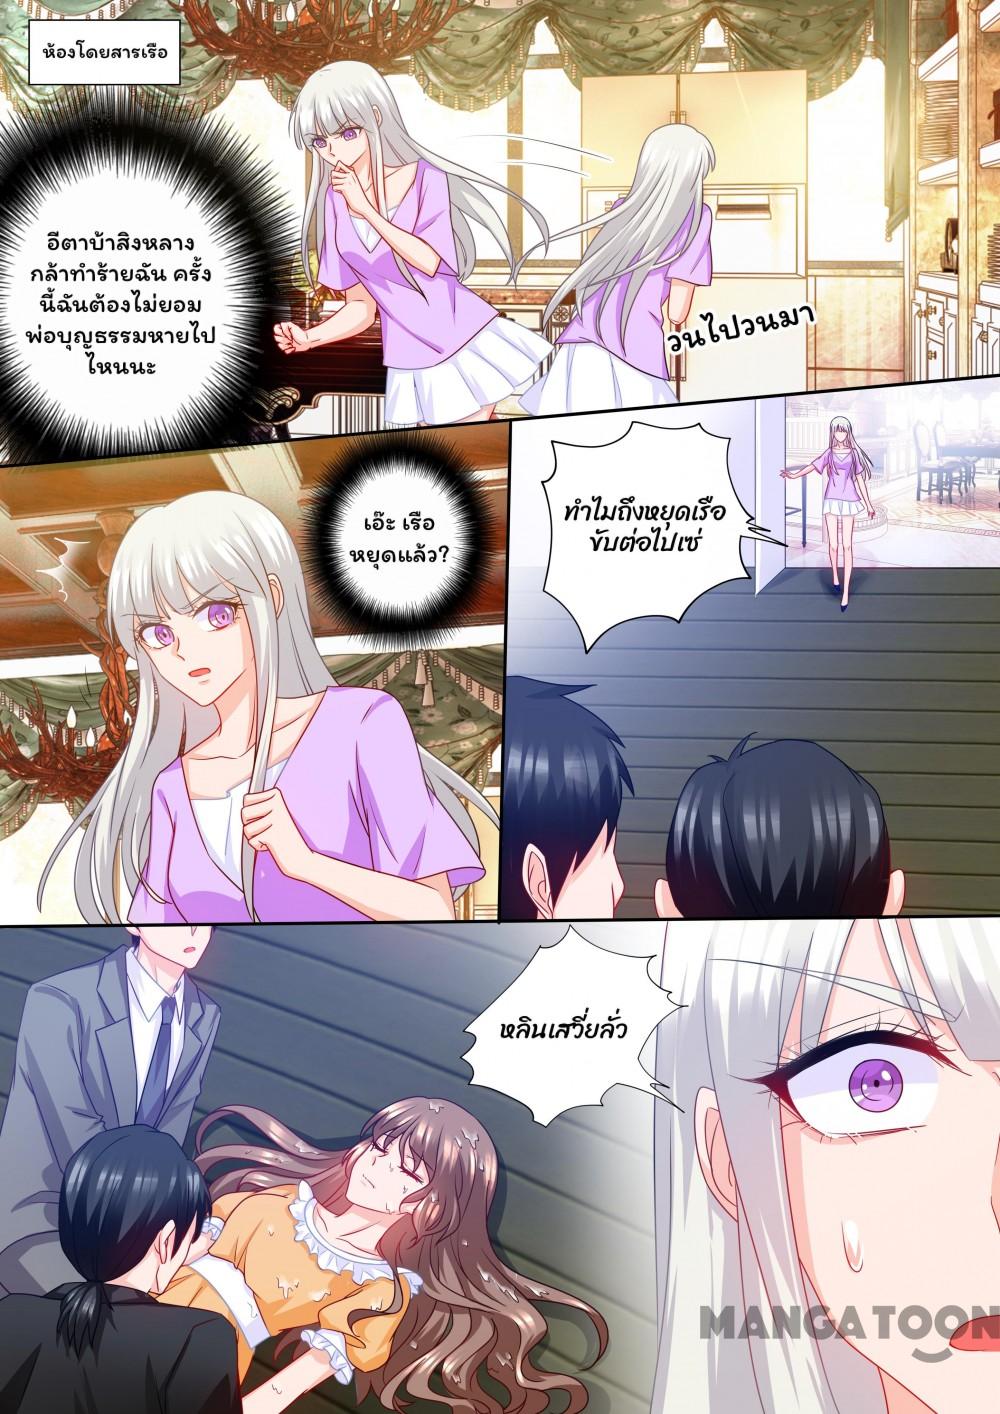 ห้องโดยสารเรือ
อีตาบ้าสิงหลาง
กล้าทำร้ายฉัน ครั้ง
นี้ฉันต้องไม่ยอม
พ่อบุญธรรมหายไป
ไหนนะ
วนไปวนมา
เอ๊ะ เรือ
หยุดแล้ว?
ทำไมถึงหยุดเรือ
ขับต่อไปเซ่
หลินเสวี่ยลั่ว
MANGATOON